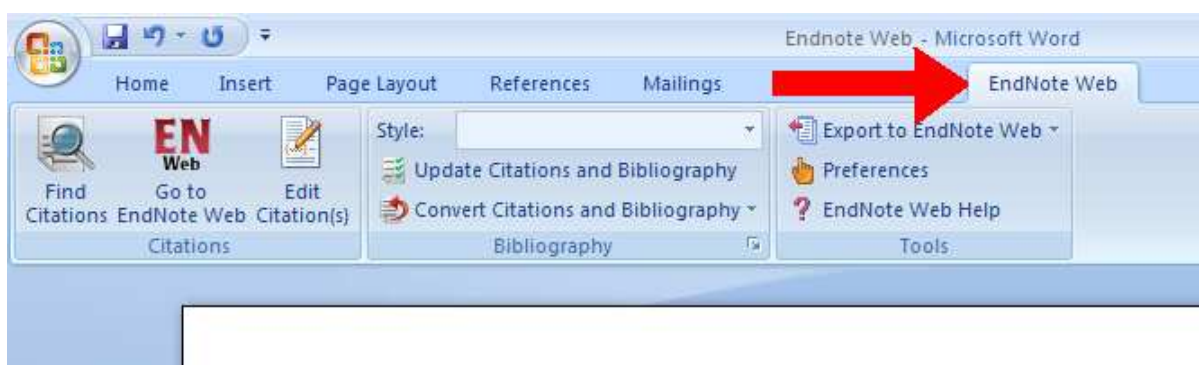 Endnote Web - Microsoft Word
Home Insert Page Layout References Mailings EndNote Web
Style:
Export to EndNote Web
EN
Web
Update Citations and Bibliography
Preferences
Find Citations
Go to EndNote Web
Edit Citation(s)
Convert Citations and Bibliography
EndNote Web Help
Citations
Bibliography
Tools